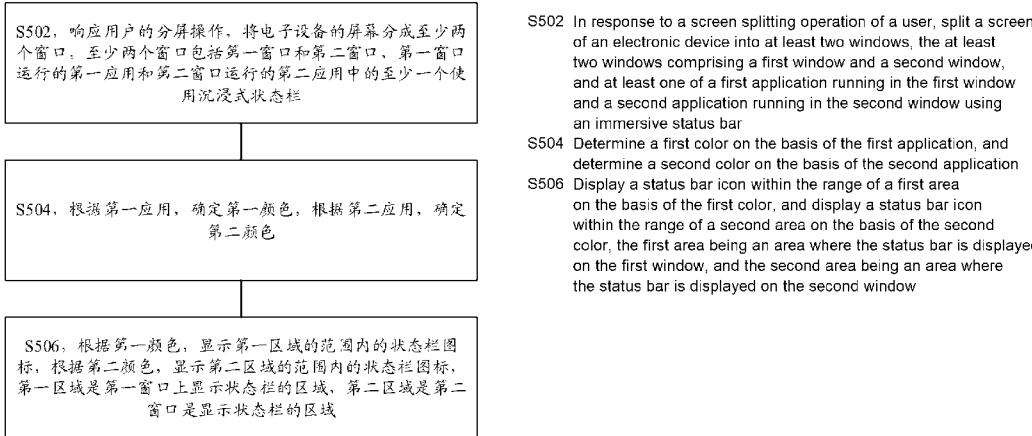 S502，响应用户的分屏操作，将电子设备的屏幕分成至少两
个窗口，至少两个窗口包括第一窗口和第二窗口，第一窗口
运行的第一应用和第二窗口运行的第二应用中的至少一个使
用沉浸式状态栏
S504，根据第一应用，确定第一颜色，根据第二应用，确定
第二颜色
S506，根据第一颜色，显示第一区域的范围内的状态栏图
标，根据第二颜色，显示第二区域的范围内的状态栏图标，
第一区域是第一窗口上显示状态栏的区域，第二区域是第二
窗口是显示状态栏的区域
S502 In response to a screen splitting operation of a user, split a screen
of an electronic device into at least two windows, the at least
two windows comprising a first window and a second window,
and at least one of a first application running in the first window
and a second application running in the second window using
an immersive status bar
S504 Determine a first color on the basis of the first application, and
determine a second color on the basis of the second application
S506 Display a status bar icon within the range of a first area
on the basis of the first color, and display a status bar icon
within the range of a second area on the basis of the second
color, the first area being an area where the status bar is displayed
on the first window, and the second area being an area where
the status bar is displayed on the second window